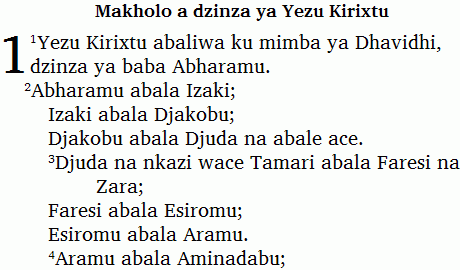 Makholo a dzinza ya Yezu Kirixtu
1 ¹Yezu Kirixtu abaliwa ku mimba ya Dhavidhi,
dzinza ya baba Abharamu.
²Abharamu abala Izaki;
Izaki abala Djakobu;
Djakobu abala Djuda na abale ace.
³Djuda na nkazi wace Tamari abala Faresi na
Zara;
Faresi abala Esiromu;
Esiromu abala Aramu.
⁴Aramu abala Aminadabu;